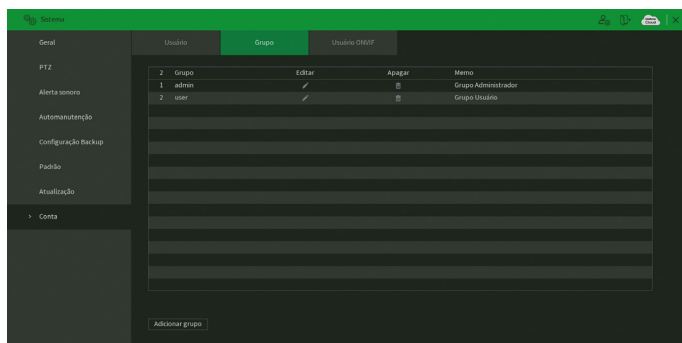 Sistema
Geral
PTZ
Alerta sonoro
Automanutenção
Configuração Backup
Padrão
Atualização
> Conta
Usuário Grupo Usuário ONVIF
2 Grupo Editar Apagar Memo
1 admin Grupo Administrador
2 user Grupo Usuário
Adicionar grupo